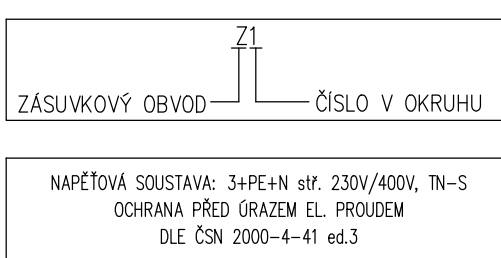 Z1
ZÁSUVKOVÝ OBVOD ČÍSLO V OKRUHU
NAPĚŤOVÁ SOUSTAVA: 3+PE+N stř. 230V/400V, TN-S
OCHRANA PŘED ÚRAZEM EL. PROUDEM
DLE ČSN 2000-4-41 ed.3